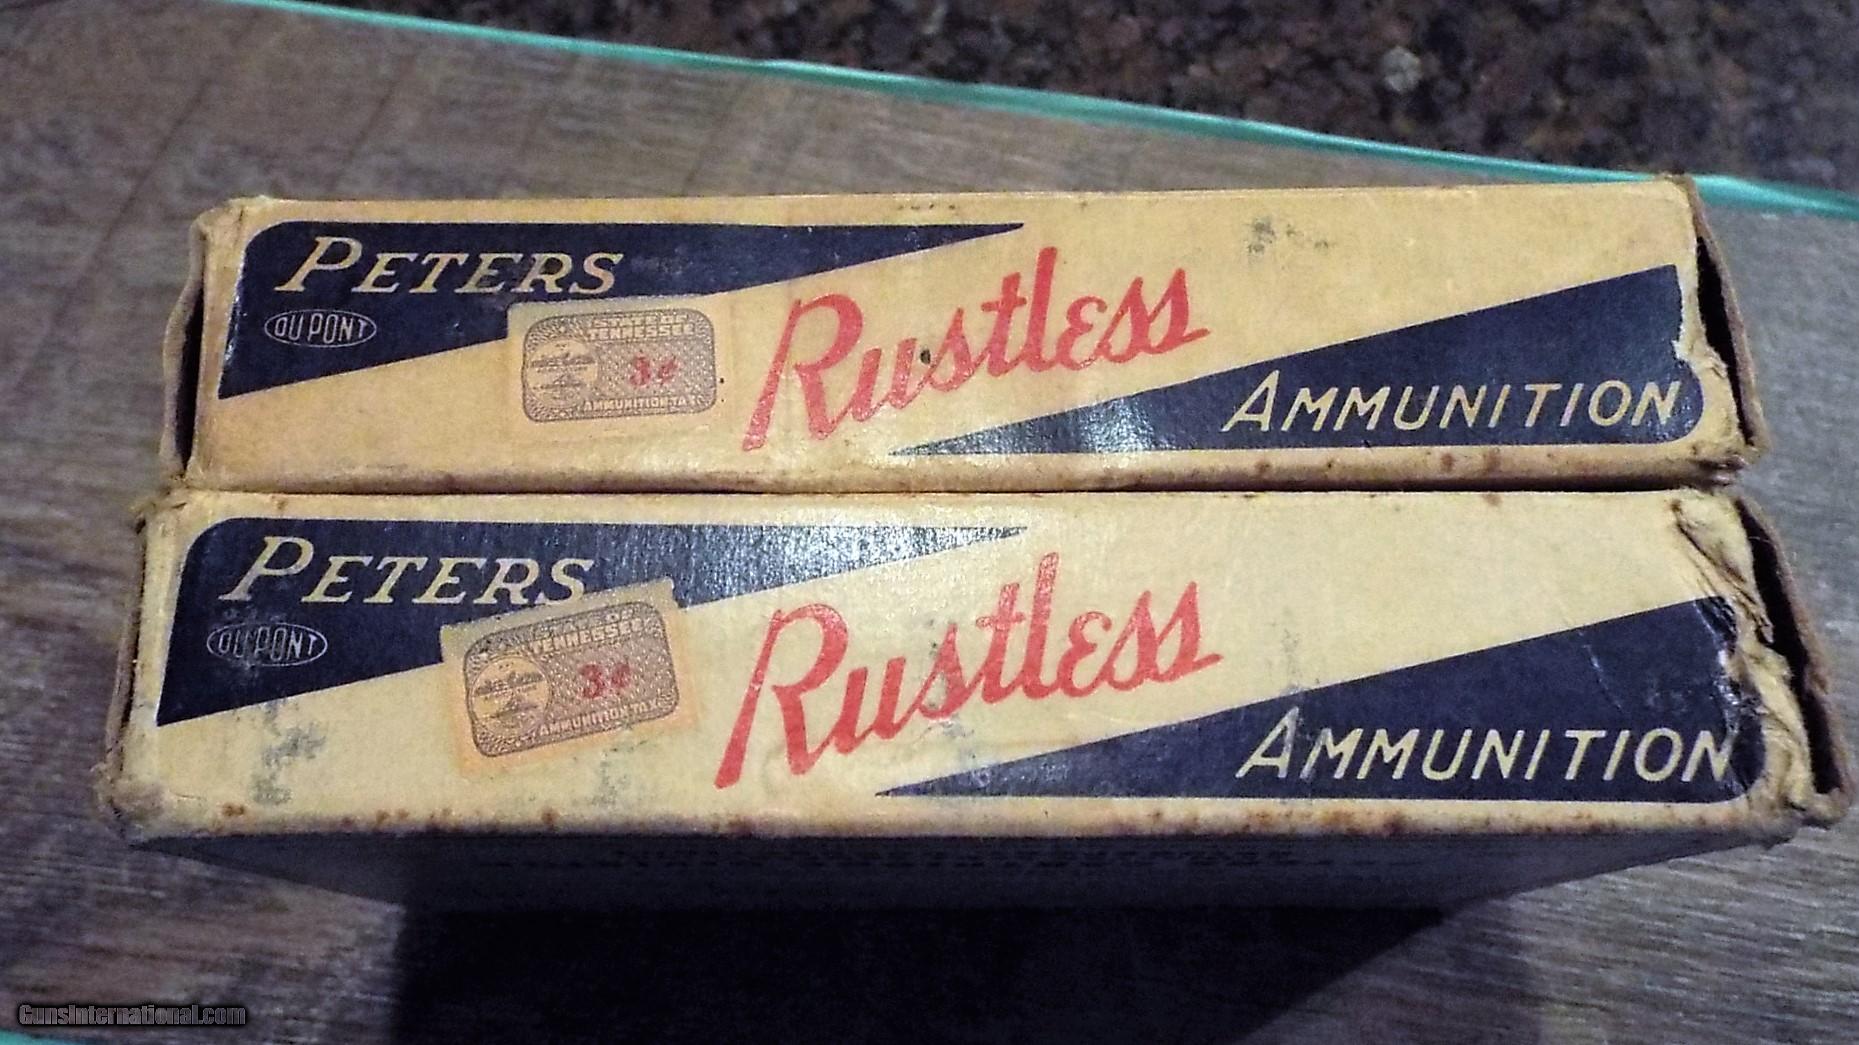 PETERS
DU PONT
STATE OF
TENNESSEE
3¢
AMMUNITION TAX
Rustless
AMMUNITION
PETERS
DU PONT
STATE OF
TENNESSEE
3¢
AMMUNITION TAX
Rustless
AMMUNITION
GunsInternational.com